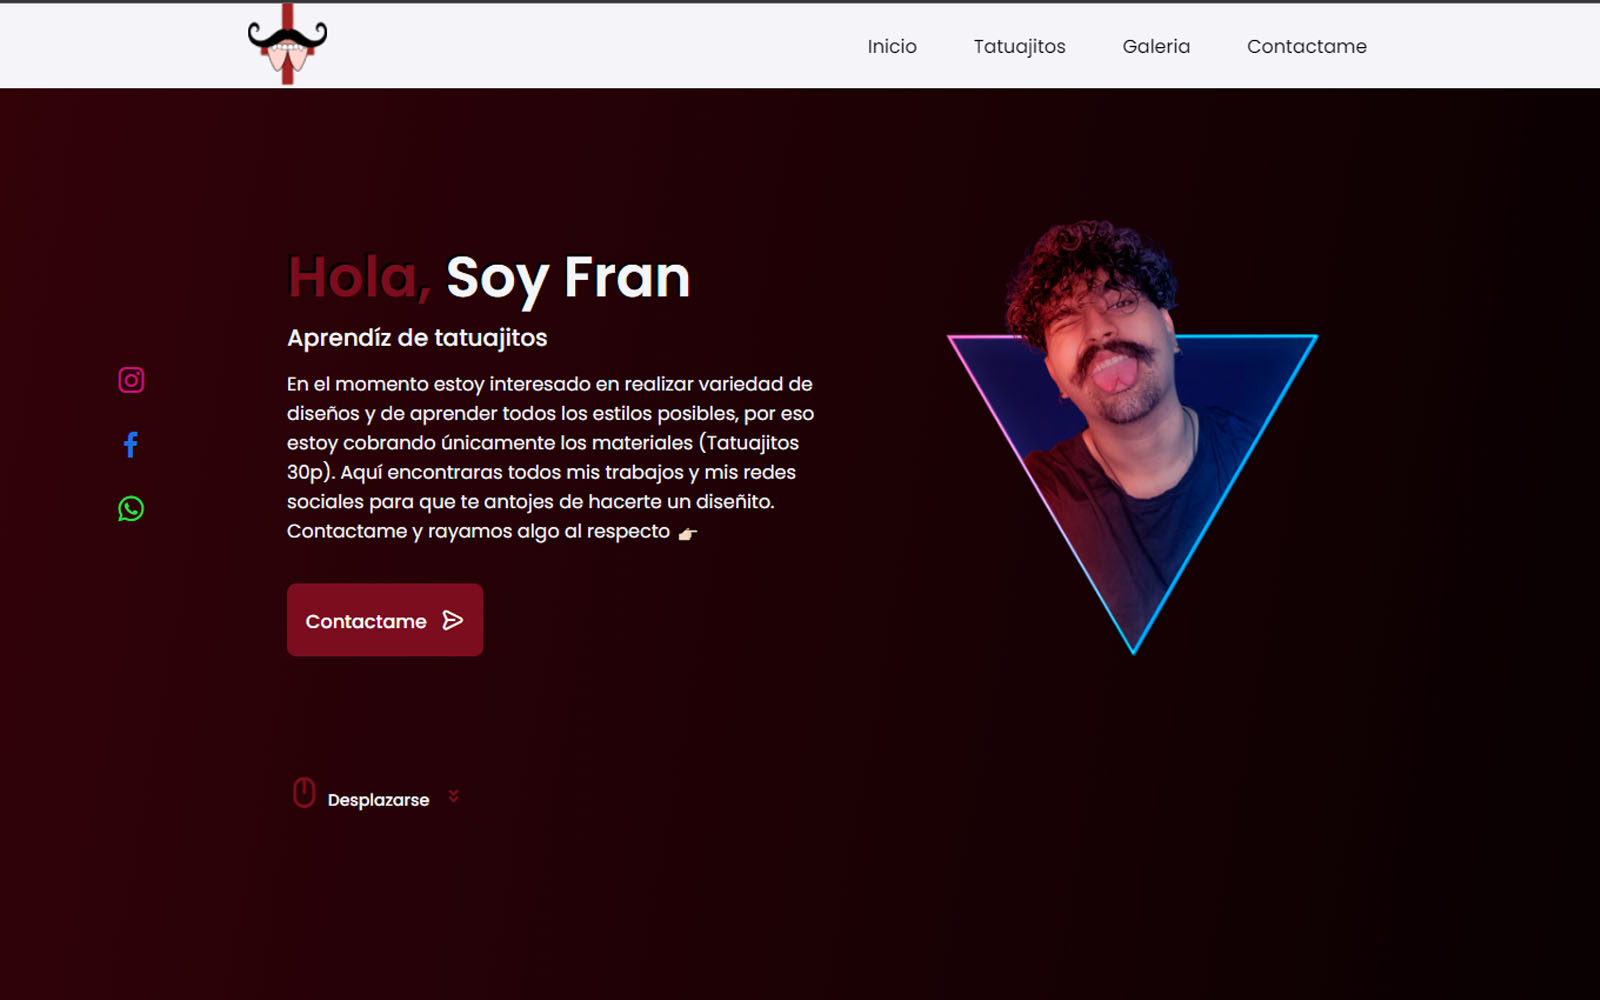 Inicio Tatuajitos Galeria Contactame
Hola, Soy Fran
Aprendíz de tatuajitos
En el momento estoy interesado en realizar variedad de
diseños y de aprender todos los estilos posibles, por eso
estoy cobrando únicamente los materiales (Tatuajitos
30p). Aquí encontraras todos mis trabajos y mis redes
sociales para que te antojes de hacerte un diseñito.
Contactame y rayamos algo al respecto 👉🏻
Contactame
Desplazarse